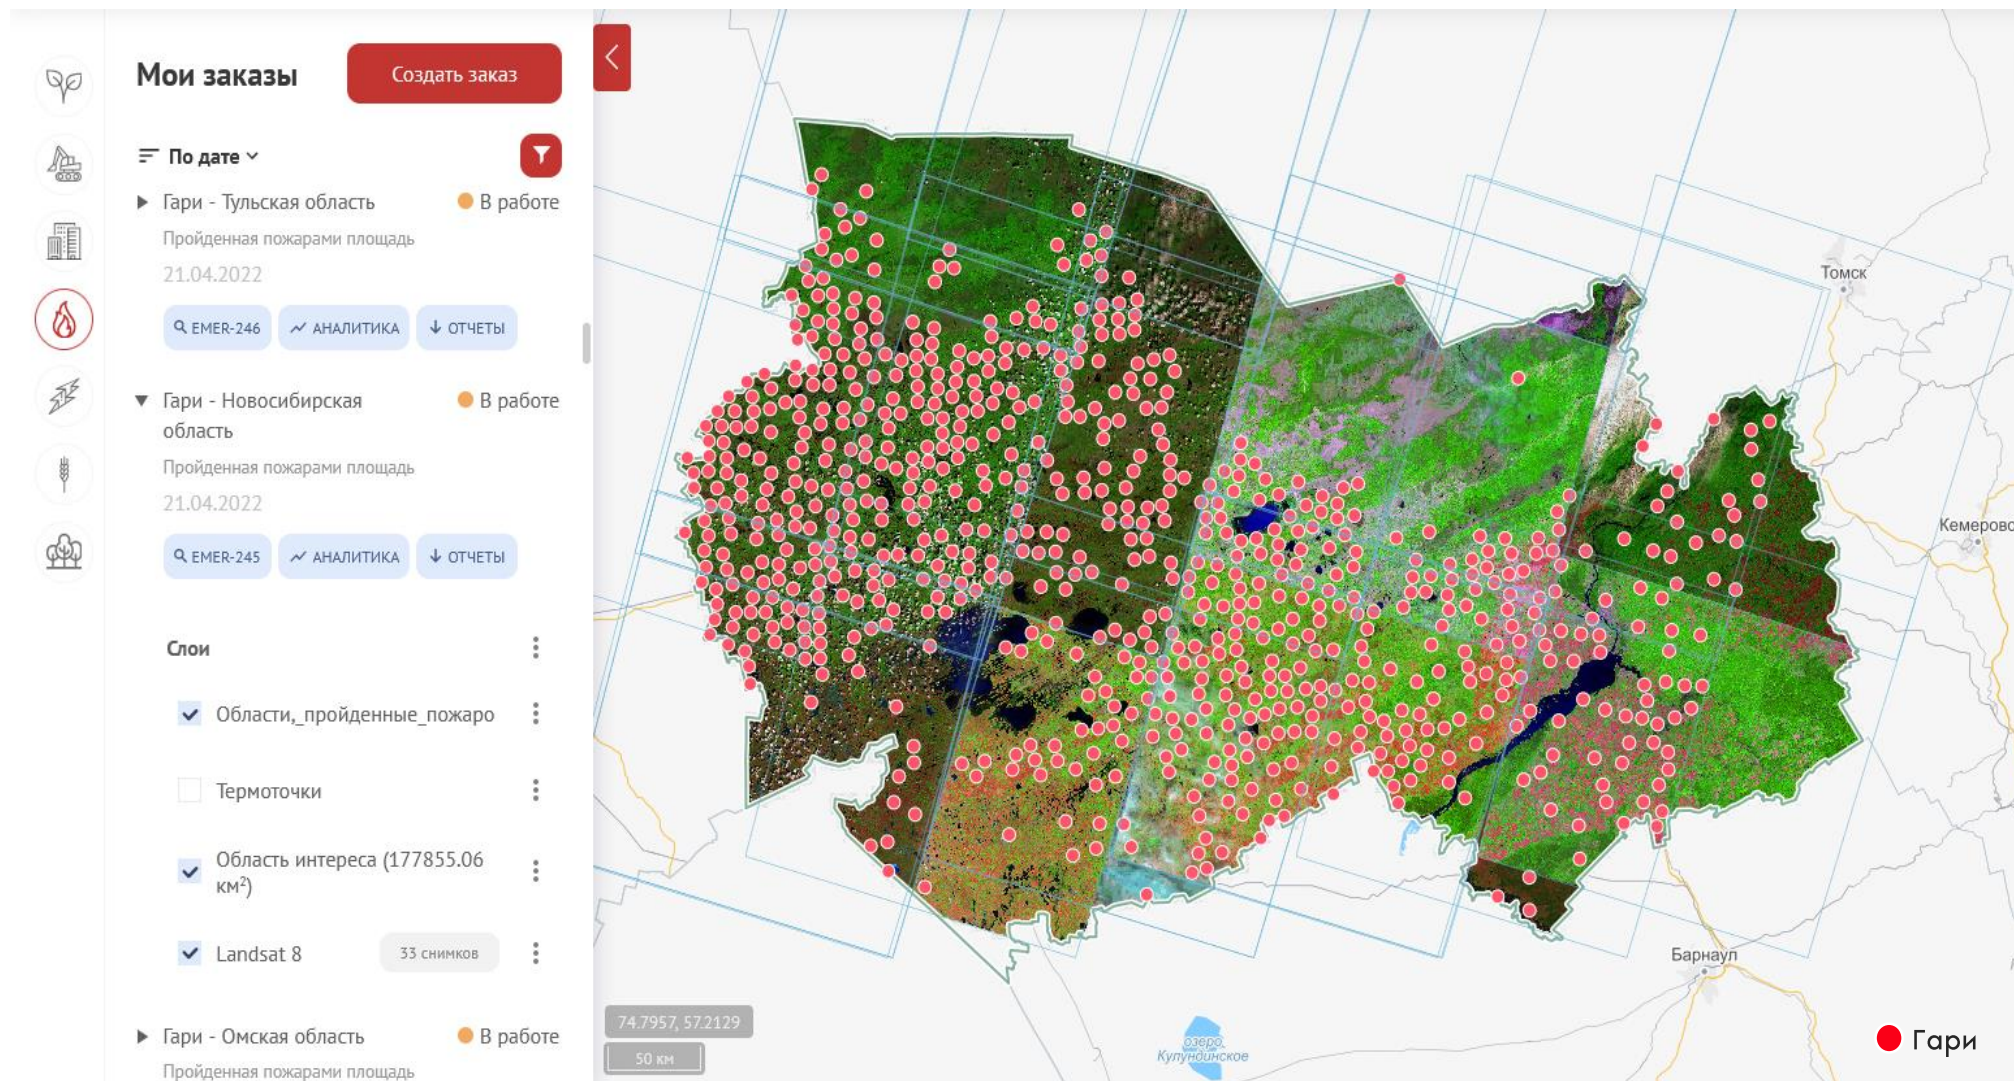 Мои заказы
Создать заказ
По дате
Гари - Тульская область
В работе
Пройденная пожарами площадь
21.04.2022
EMER-246
АНАЛИТИКА
ОТЧЕТЫ
Гари - Новосибирская
область
В работе
Пройденная пожарами площадь
21.04.2022
EMER-245
АНАЛИТИКА
ОТЧЕТЫ
Слои
Области,_пройденные_пожаро
Термоточки
Область интереса (177855.06
км²)
Landsat 8
33 снимков
Гари - Омская область
В работе
Пройденная пожарами площадь
Томск
Кемерово
Барнаул
озеро
Кулундинское
74.7957, 57.2129
50 км
Гари